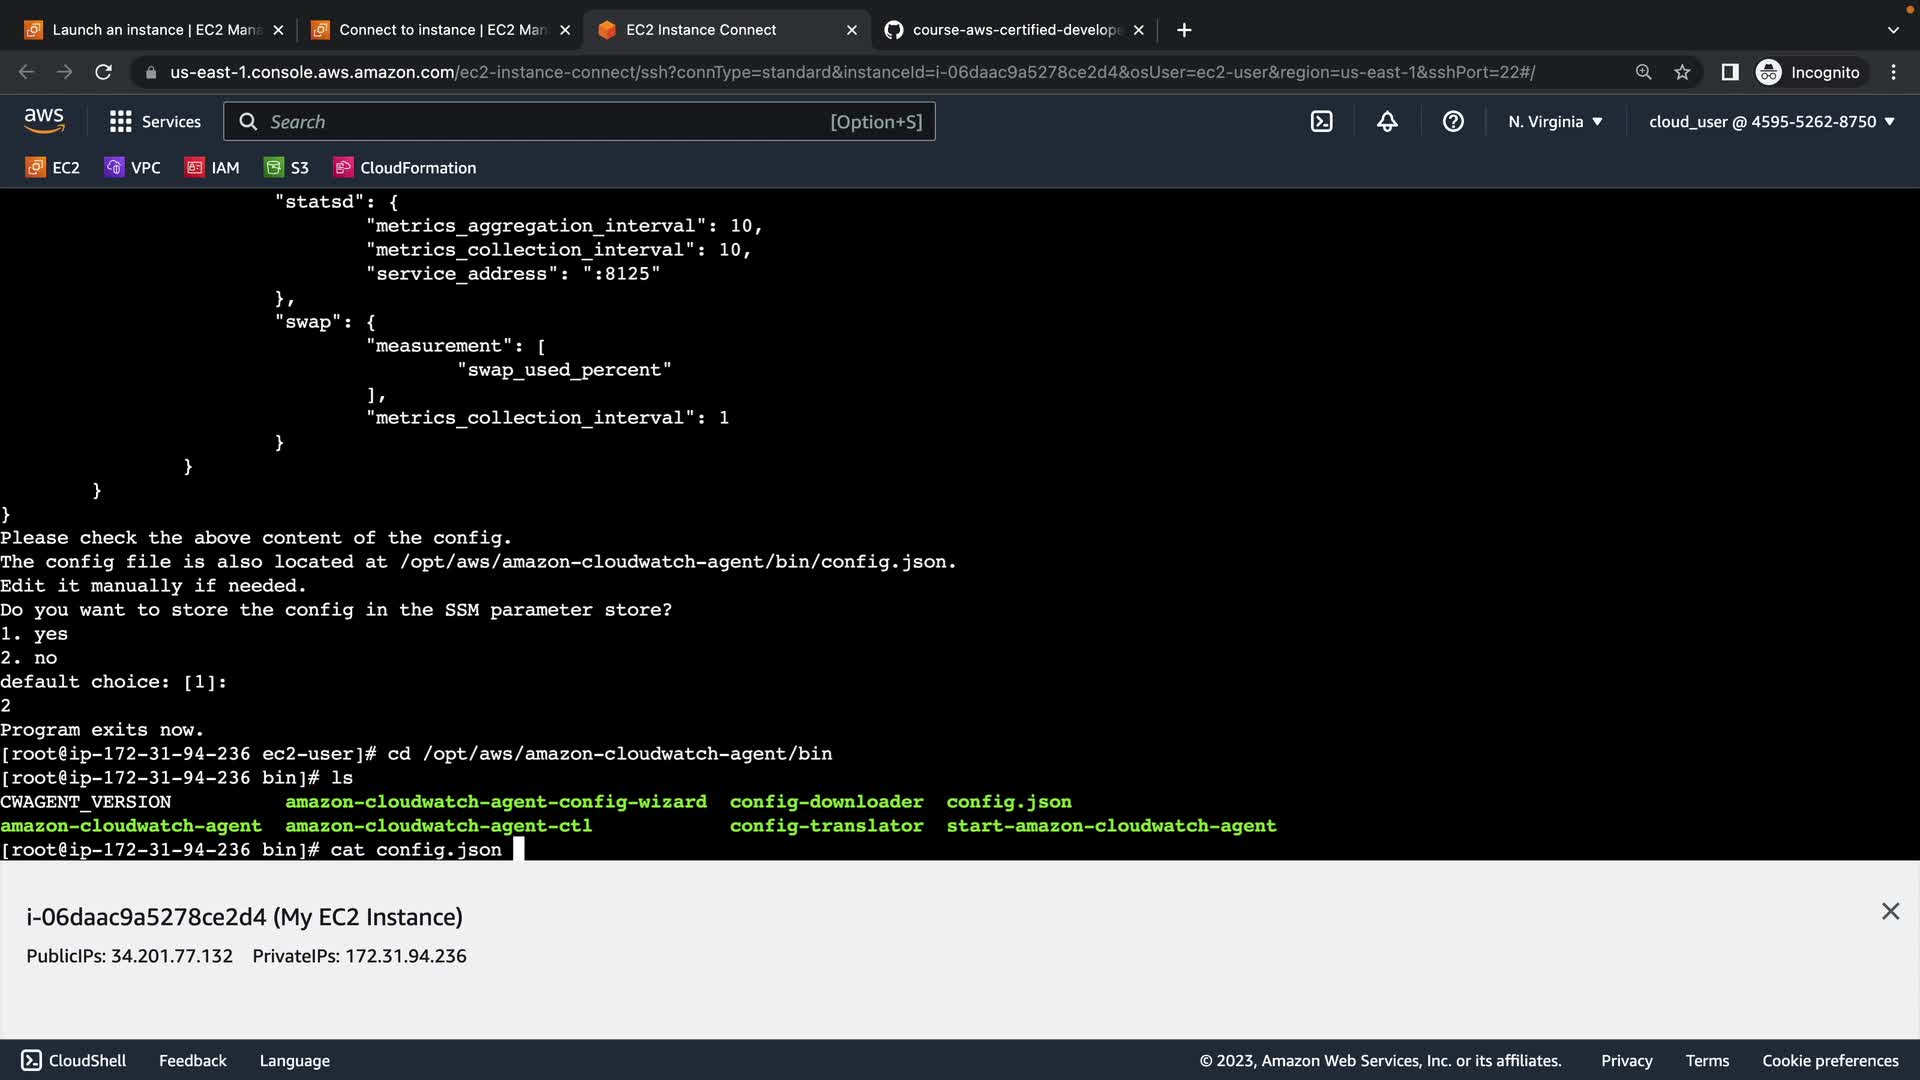 Launch an instance | EC2 Mana
Connect to instance | EC2 Man
EC2 Instance Connect
course-aws-certified-develope
us-east-1.console.aws.amazon.com/ec2-instance-connect/ssh?connType=standard&instanceId=i-06daac9a5278ce2d4&osUser=ec2-user&region=us-east-1&sshPort=22#/
Incognito
aws
Services
Search
[Option+S]
N. Virginia
cloud_user @ 4595-5262-8750
EC2
VPC
IAM
S3
CloudFormation
"statsd": {
"metrics_aggregation_interval": 10,
"metrics_collection_interval": 10,
"service_address": ":8125"
},
"swap": {
"measurement": [
"swap_used_percent"
],
"metrics_collection_interval": 1
}
}
}
}
Please check the above content of the config.
The config file is also located at /opt/aws/amazon-cloudwatch-agent/bin/config.json.
Edit it manually if needed.
Do you want to store the config in the SSM parameter store?
1. yes
2. no
default choice: [1]:
2
Program exits now.
[root@ip-172-31-94-236 ec2-user]# cd /opt/aws/amazon-cloudwatch-agent/bin
[root@ip-172-31-94-236 bin]# ls
CWAGENT_VERSION amazon-cloudwatch-agent-config-wizard config-downloader config.json
amazon-cloudwatch-agent amazon-cloudwatch-agent-ctl config-translator start-amazon-cloudwatch-agent
[root@ip-172-31-94-236 bin]# cat config.json
i-06daac9a5278ce2d4 (My EC2 Instance)
PublicIPs: 34.201.77.132 PrivateIPs: 172.31.94.236
CloudShell
Feedback
Language
© 2023, Amazon Web Services, Inc. or its affiliates.
Privacy
Terms
Cookie preferences